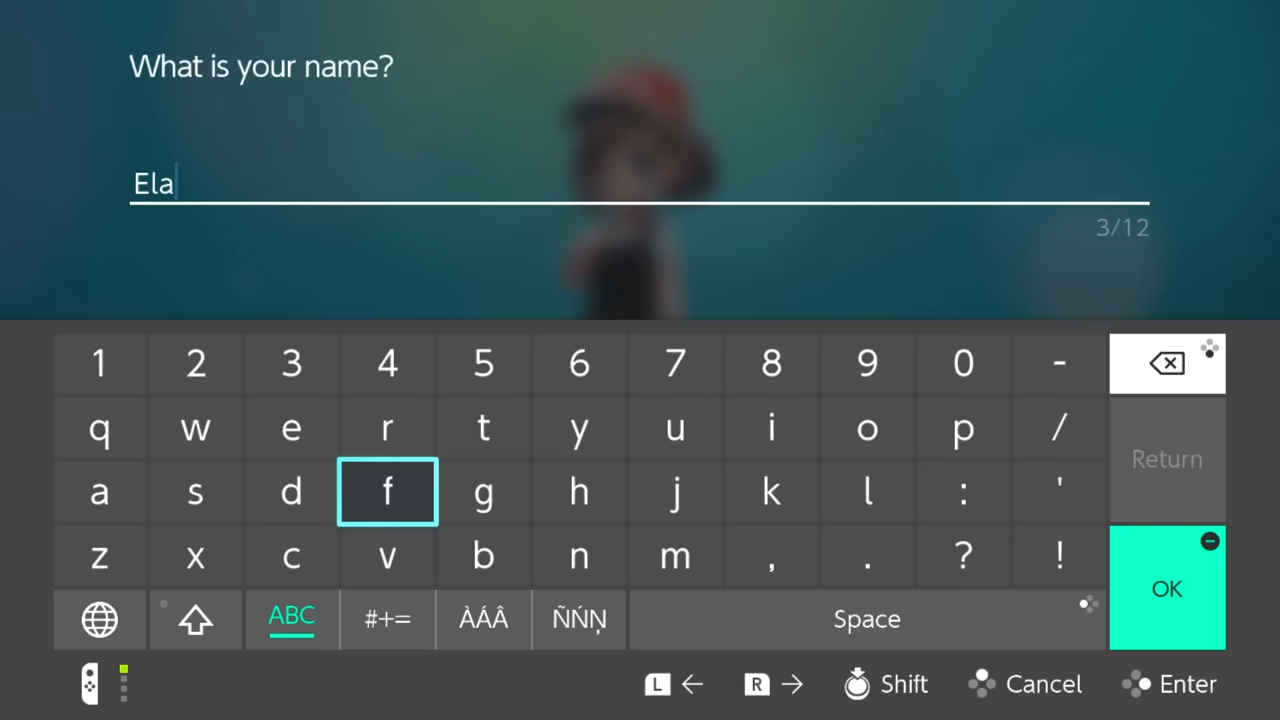 What is your name?
Ela
3/12
1 2 3 4 5 6 7 8 9 0 -
q w e r t y u i o p /
Return
a s d f g h j k l : '
z x c v b n m , . ? !
OK
ABC #+= ÀÁÂ ÑŃŅ Space
L ← R → Shift Cancel Enter